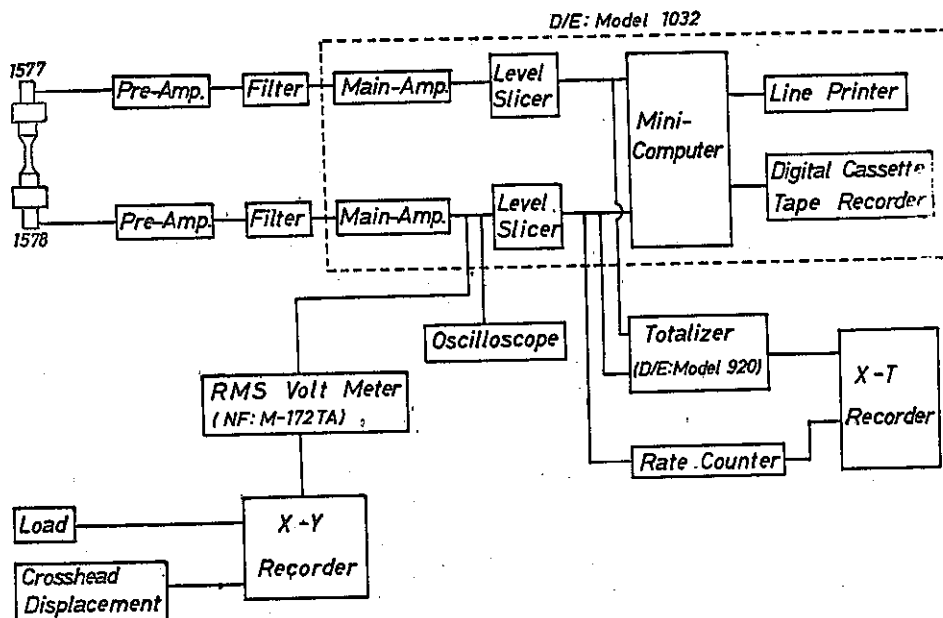 D/E: Model 1032
1577
Pre-Amp.
Filter
Main-Amp.
Level
Slicer
Mini-
Computer
Line Printer
Digital Cassette
Tape Recorder
1578
Pre-Amp.
Filter
Main-Amp.
Level
Slicer
Oscilloscope
Totalizer
(D/E:Model 920)
X-T
Recorder
RMS Volt Meter
(NF: M-172TA)
Rate Counter
Load
X-Y
Recorder
Crosshead
Displacement